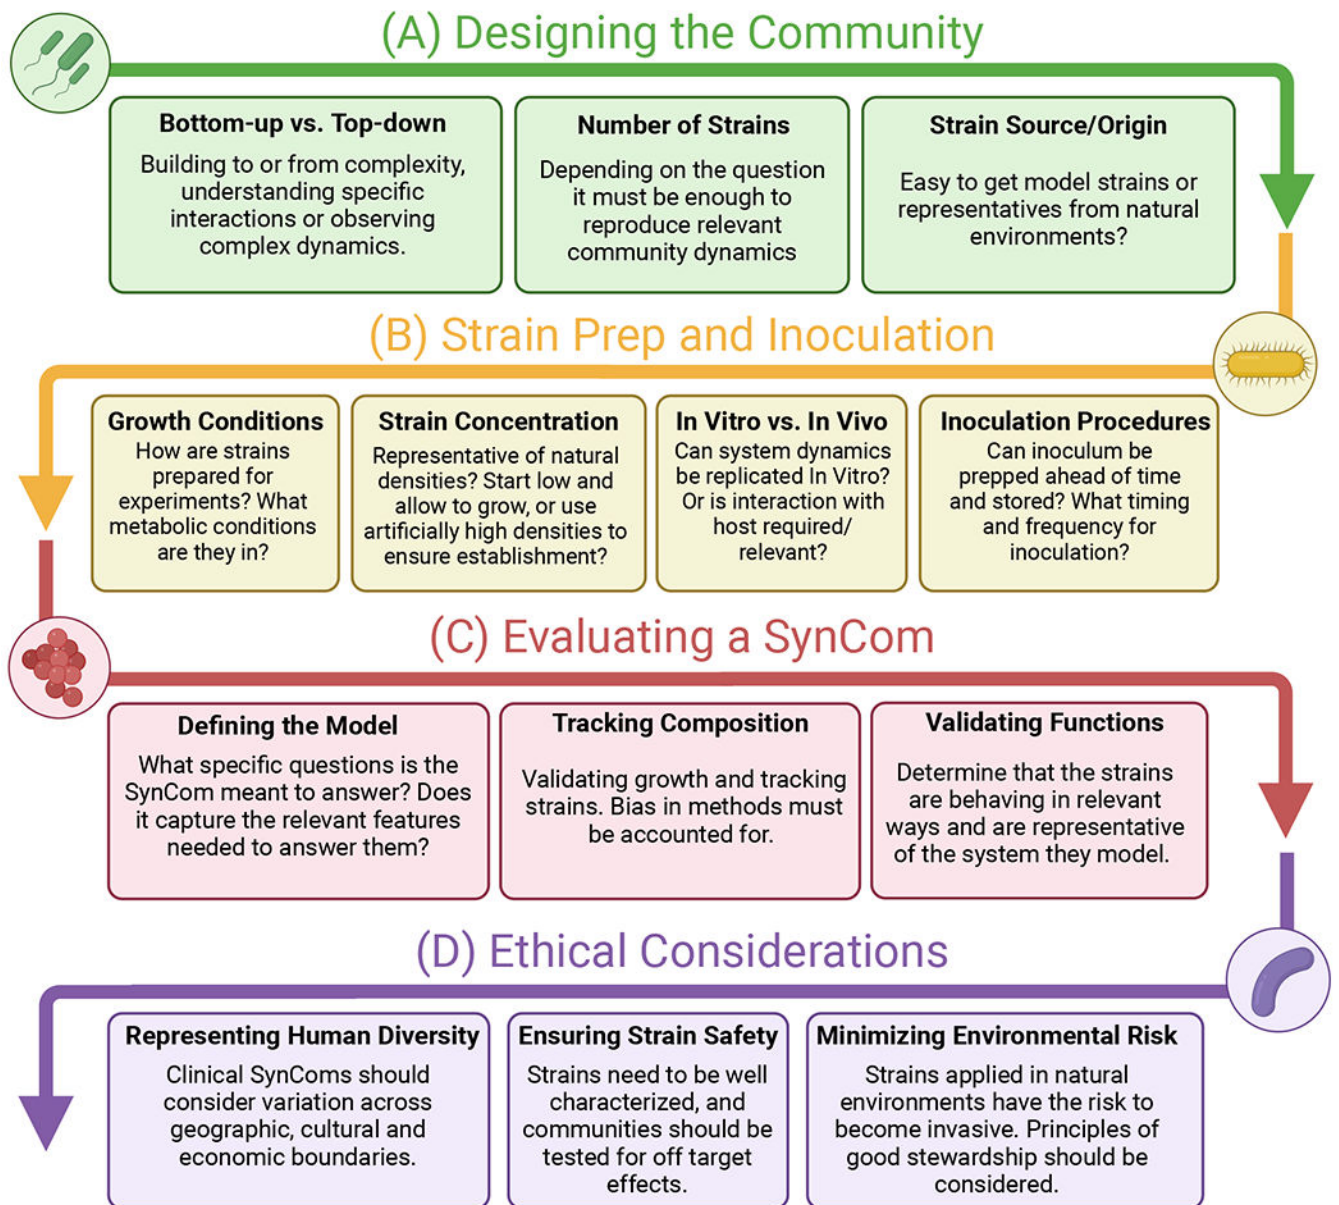 (A) Designing the Community
Bottom-up vs. Top-down
Building to or from complexity,
understanding specific
interactions or observing
complex dynamics.
Number of Strains
Depending on the question
it must be enough to
reproduce relevant
community dynamics
Strain Source/Origin
Easy to get model strains or
representatives from natural
environments?
(B) Strain Prep and Inoculation
Growth Conditions
How are strains
prepared for
experiments? What
metabolic conditions
are they in?
Strain Concentration
Representative of natural
densities? Start low and
allow to grow, or use
artificially high densities to
ensure establishment?
In Vitro vs. In Vivo
Can system dynamics
be replicated In Vitro?
Or is interaction with
host required/
relevant?
Inoculation Procedures
Can inoculum be
prepped ahead of time
and stored? What timing
and frequency for
inoculation?
(C) Evaluating a SynCom
Defining the Model
What specific questions is the
SynCom meant to answer? Does
it capture the relevant features
needed to answer them?
Tracking Composition
Validating growth and tracking
strains. Bias in methods must
be accounted for.
Validating Functions
Determine that the strains
are behaving in relevant
ways and are representative
of the system they model.
(D) Ethical Considerations
Representing Human Diversity
Clinical SynComs should
consider variation across
geographic, cultural and
economic boundaries.
Ensuring Strain Safety
Strains need to be well
characterized, and
communities should be
tested for off target
effects.
Minimizing Environmental Risk
Strains applied in natural
environments have the risk to
become invasive. Principles of
good stewardship should be
considered.